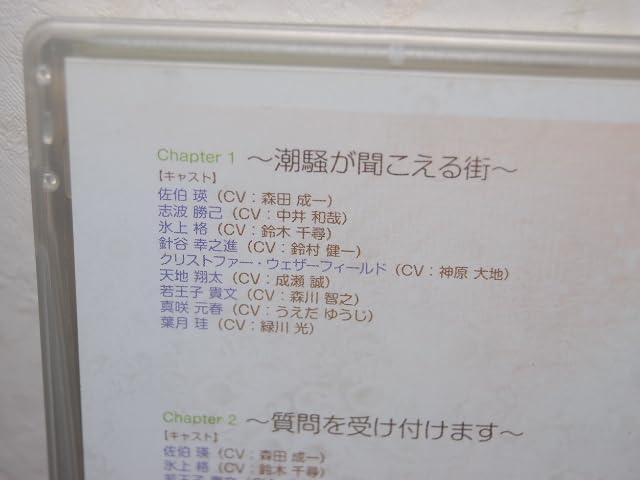 Chapter 1 ～潮騒が聞こえる街～
【キャスト】
佐伯 瑛（CV：森田 成一）
志波 勝己（CV：中井 和哉）
氷上 格（CV：鈴木 千尋）
針谷 幸之進（CV：鈴村 健一）
クリストファー・ウェザーフィールド（CV：神原 大地）
天地 翔太（CV：成瀬 誠）
若王子 貴文（CV：森川 智之）
真咲 元春（CV：うえだ ゆうじ）
葉月 珪（CV：緑川 光）
Chapter 2 ～質問を受け付けます～
【キャスト】
佐伯 瑛（CV：森田 成一）
氷上 格（CV：鈴木 千尋）